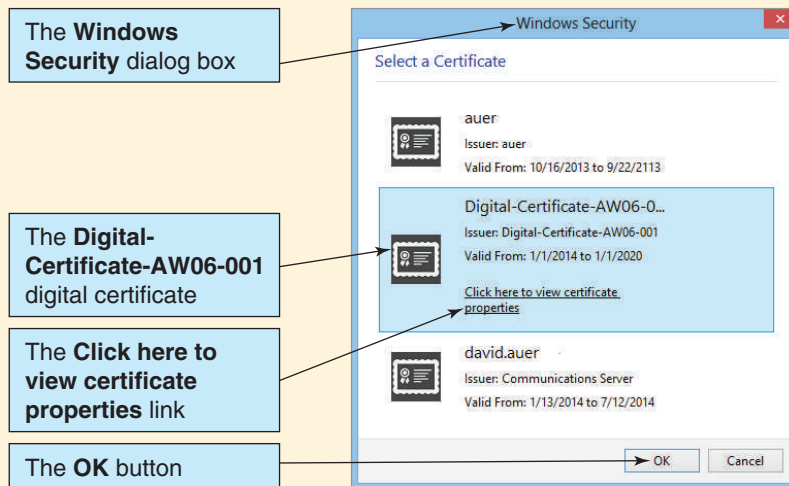 The Windows
Security dialog box
The Digital-
Certificate-AW06-001
digital certificate
The Click here to
view certificate
properties link
The OK button
Windows Security
Select a Certificate
auer
Issuer: auer
Valid From: 10/16/2013 to 9/22/2113
Digital-Certificate-AW06-0...
Issuer: Digital-Certificate-AW06-001
Valid From: 1/1/2014 to 1/1/2020
Click here to view certificate
properties
david.auer
Issuer: Communications Server
Valid From: 1/13/2014 to 7/12/2014
OK
Cancel